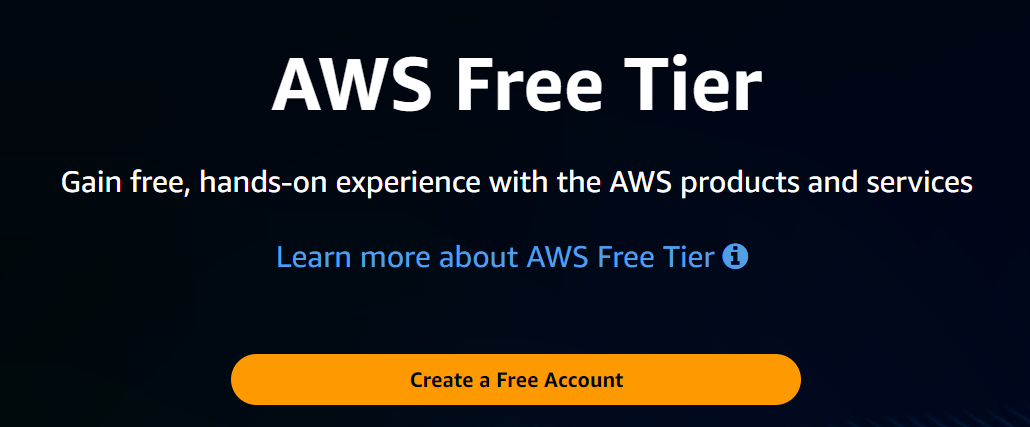 AWS Free Tier
Gain free, hands-on experience with the AWS products and services
Learn more about AWS Free Tier
Create a Free Account